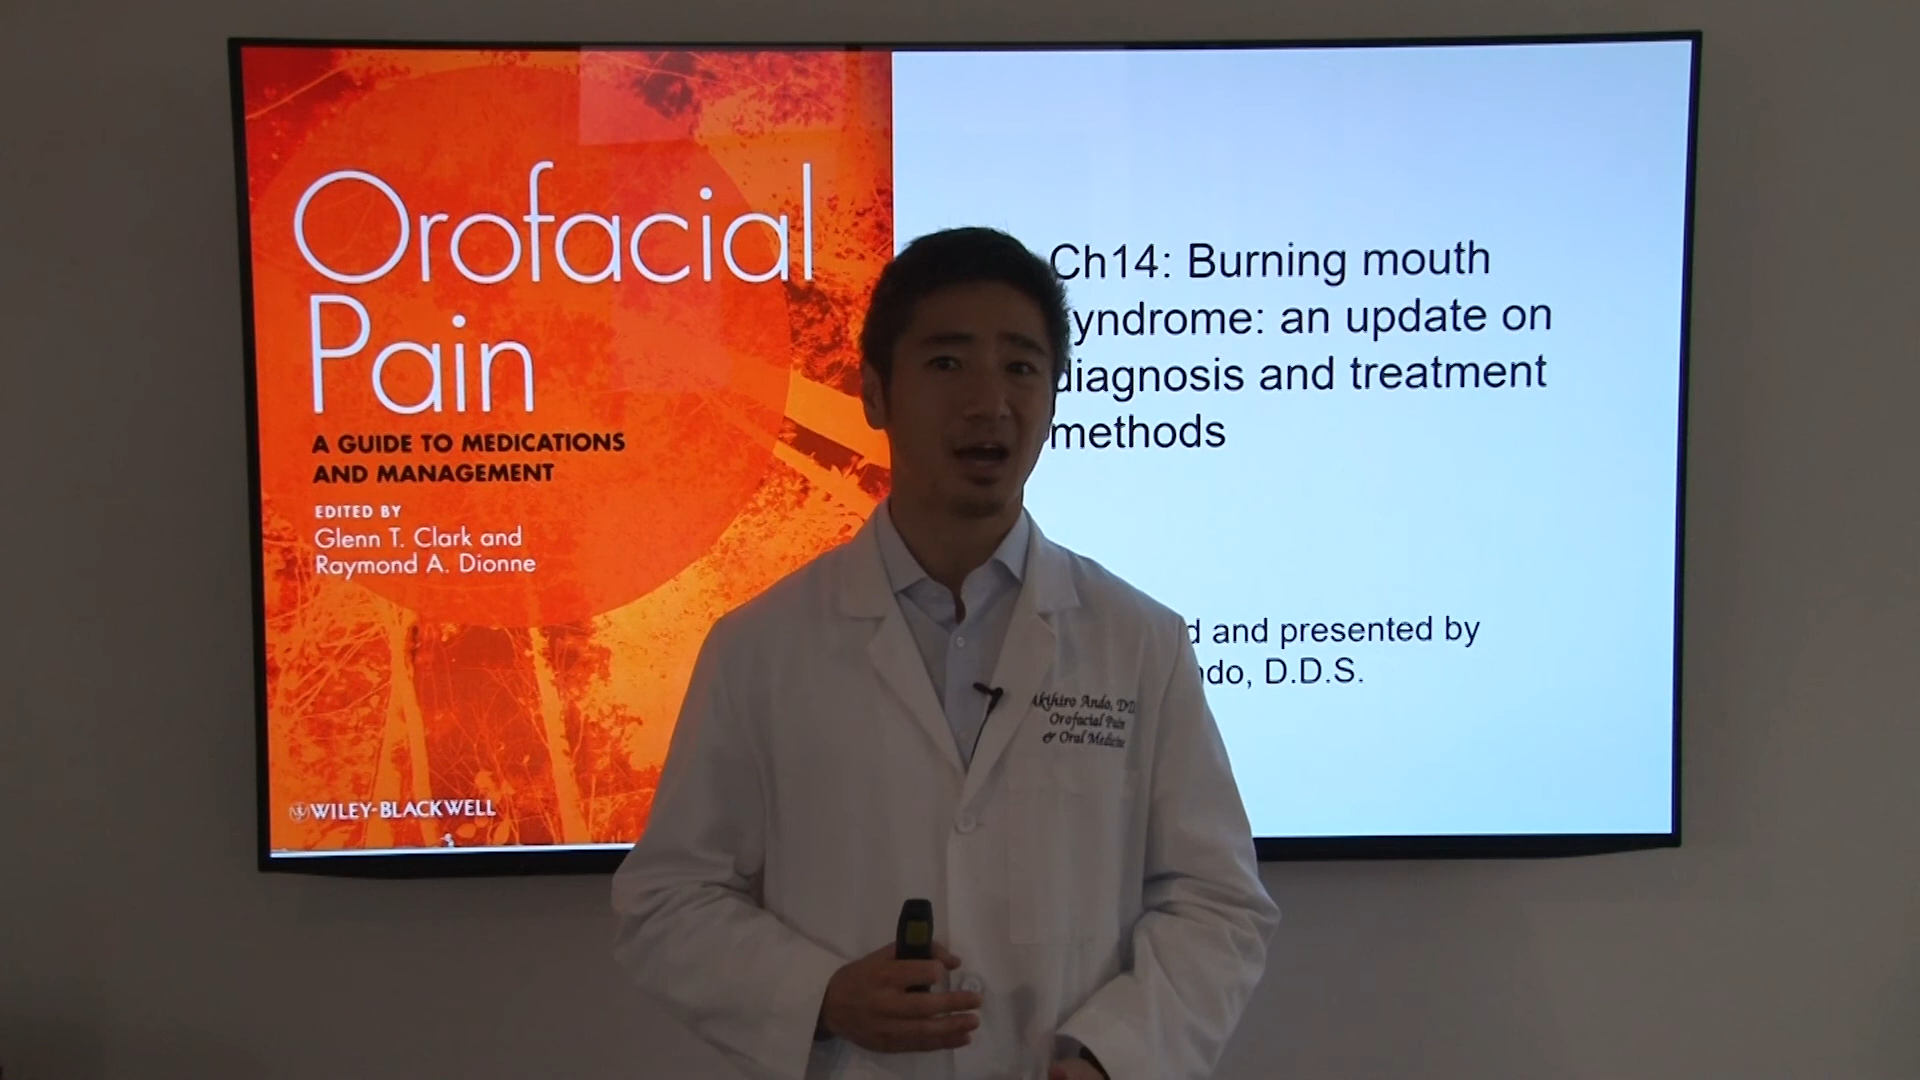 Orofacial
Pain
A GUIDE TO MEDICATIONS
AND MANAGEMENT
EDITED BY
Glenn T. Clark and
Raymond A. Dionne
WILEY-BLACKWELL
Ch14: Burning mouth
yndrome: an update on
diagnosis and treatment
methods
d and presented by
ndo, D.D.S.
Akihiro Ando, DD
Orofacial Pain
& Oral Medicine